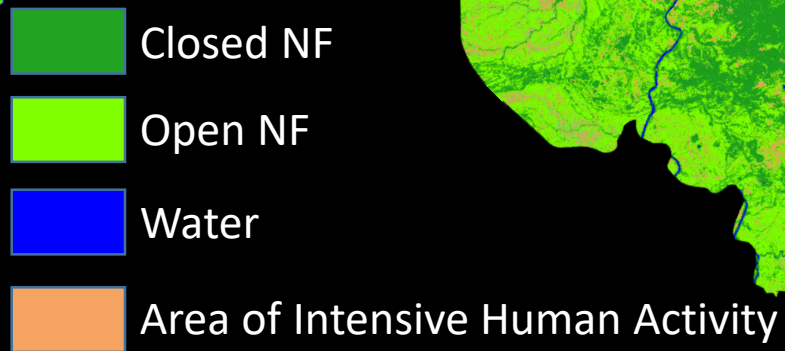 Closed NF
Open NF
Water
Area of Intensive Human Activity